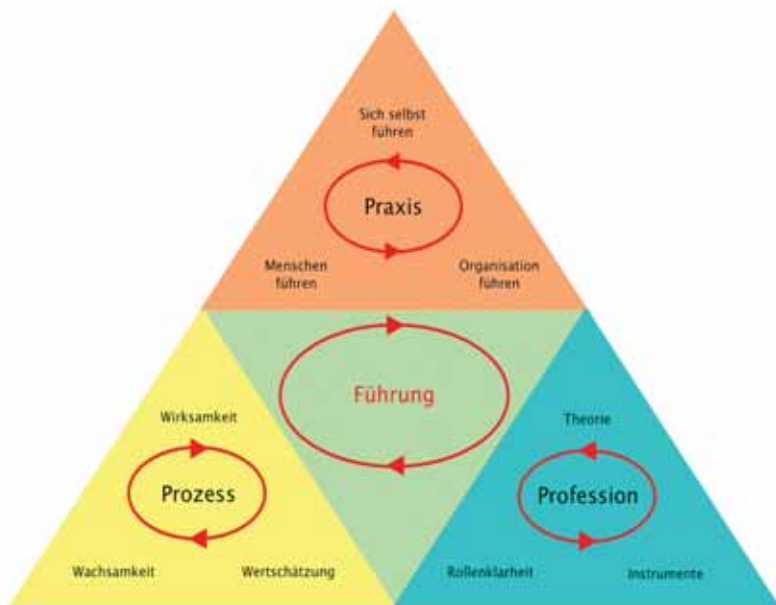 Sich selbst
führen
Praxis
Menschen
führen
Organisation
führen
Führung
Wirksamkeit
Prozess
Wachsamkeit
Wertschätzung
Theorie
Profession
Rollenklarheit
Instrumente